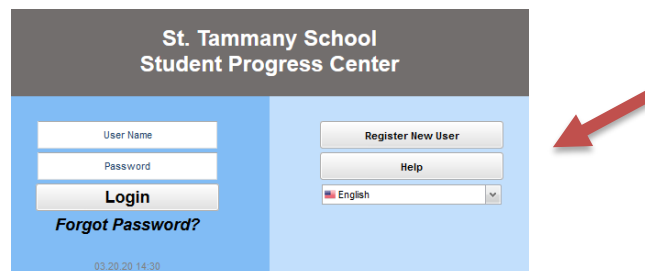 St. Tammany School
Student Progress Center
User Name
Password
Login
Forgot Password?
03.20.20 14:30
Register New User
Help
English